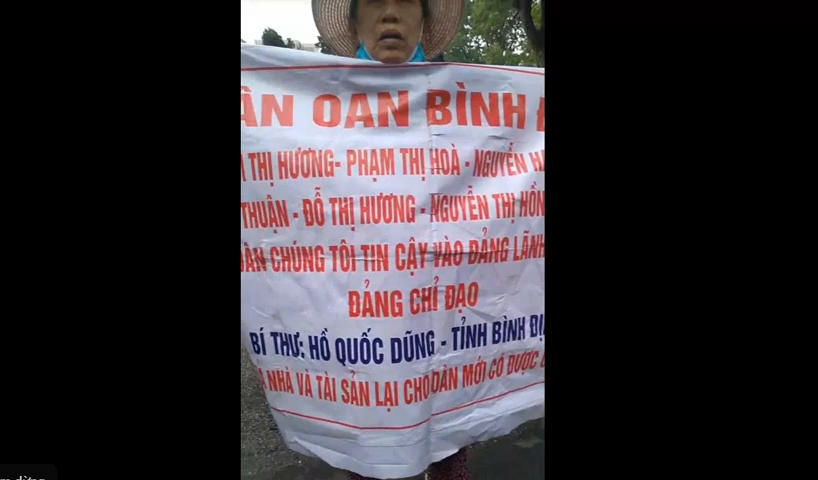 OAN BÌNH
THỊ HƯƠNG- PHẠM THỊ HOÀ - NGUYỄN
THUẬN - ĐỖ THỊ HƯƠNG - NGUYỄN THỊ
CHÚNG TÔI TIN CẬY VÀO ĐẢNG LÃNH
ĐẢNG CHỈ ĐẠO
BÍ THƯ: HỒ QUỐC DŨNG - TỈNH BÌNH
NHÀ VÀ TÀI SẢN LẠI CHO DÂN MỚI CÓ ĐƯỢC